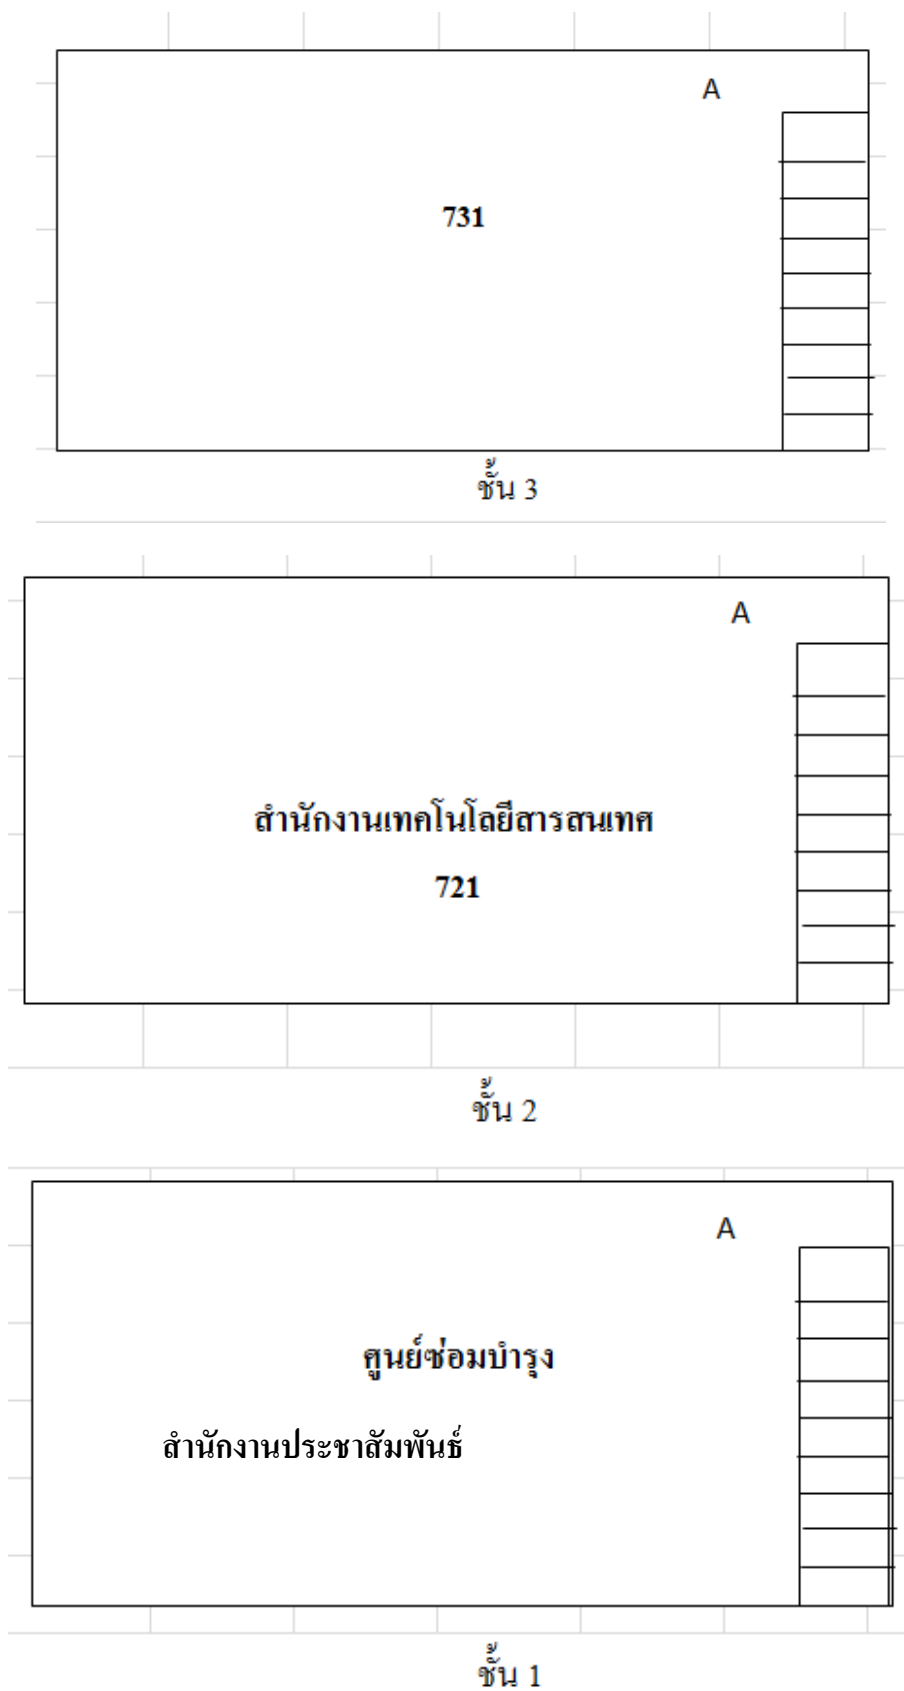 A
731
ชั้น 3
A
สำนักงานเทคโนโลยีสารสนเทศ
721
ชั้น 2
A
ศูนย์ซ่อมบำรุง
สำนักงานประชาสัมพันธ์
ชั้น 1